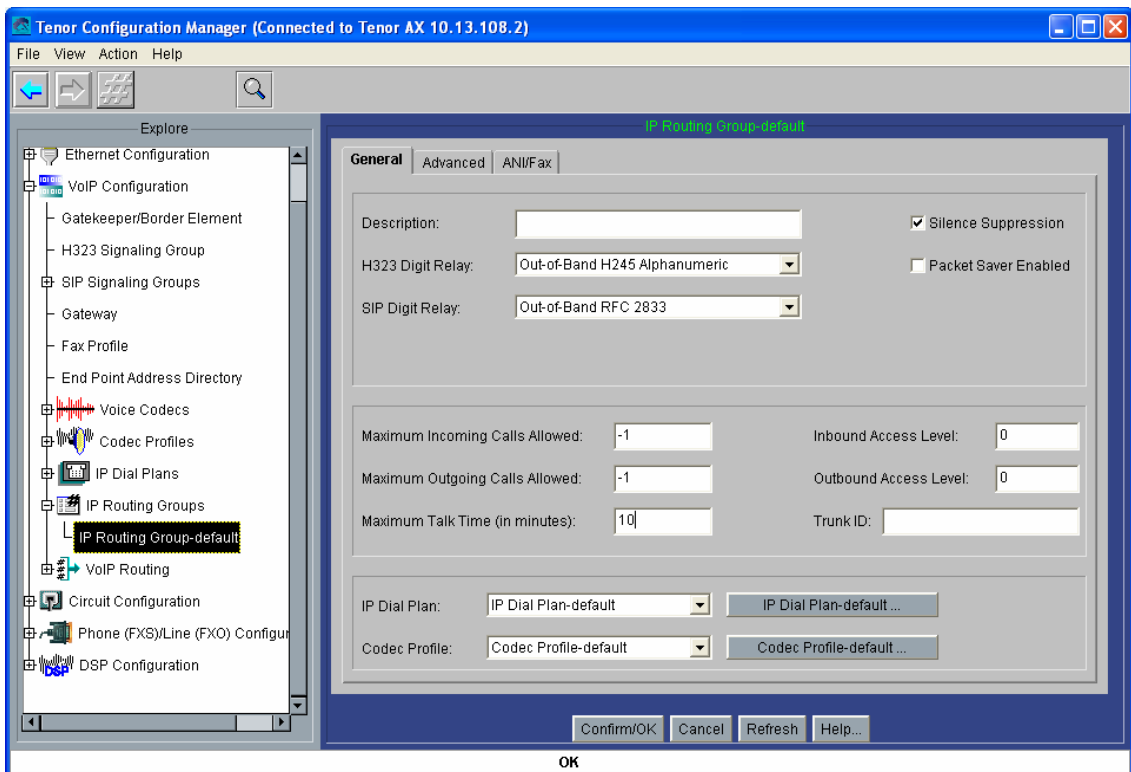 Tenor Configuration Manager (Connected to Tenor AX 10.13.108.2)
File View Action Help
Explore
Ethernet Configuration
VoIP Configuration
Gatekeeper/Border Element
H323 Signaling Group
SIP Signaling Groups
Gateway
Fax Profile
End Point Address Directory
Voice Codecs
Codec Profiles
IP Dial Plans
IP Routing Groups
IP Routing Group-default
VoIP Routing
Circuit Configuration
Phone (FXS)/Line (FXO) Configur
DSP DSP Configuration
IP Routing Group-default
General Advanced ANI/Fax
Description: Silence Suppression
H323 Digit Relay: Out-of-Band H245 Alphanumeric Packet Saver Enabled
SIP Digit Relay: Out-of-Band RFC 2833
Maximum Incoming Calls Allowed: -1 Inbound Access Level: 0
Maximum Outgoing Calls Allowed: -1 Outbound Access Level: 0
Maximum Talk Time (in minutes): 10 Trunk ID:
IP Dial Plan: IP Dial Plan-default IP Dial Plan-default ...
Codec Profile: Codec Profile-default Codec Profile-default ...
Confirm/OK Cancel Refresh Help...
OK